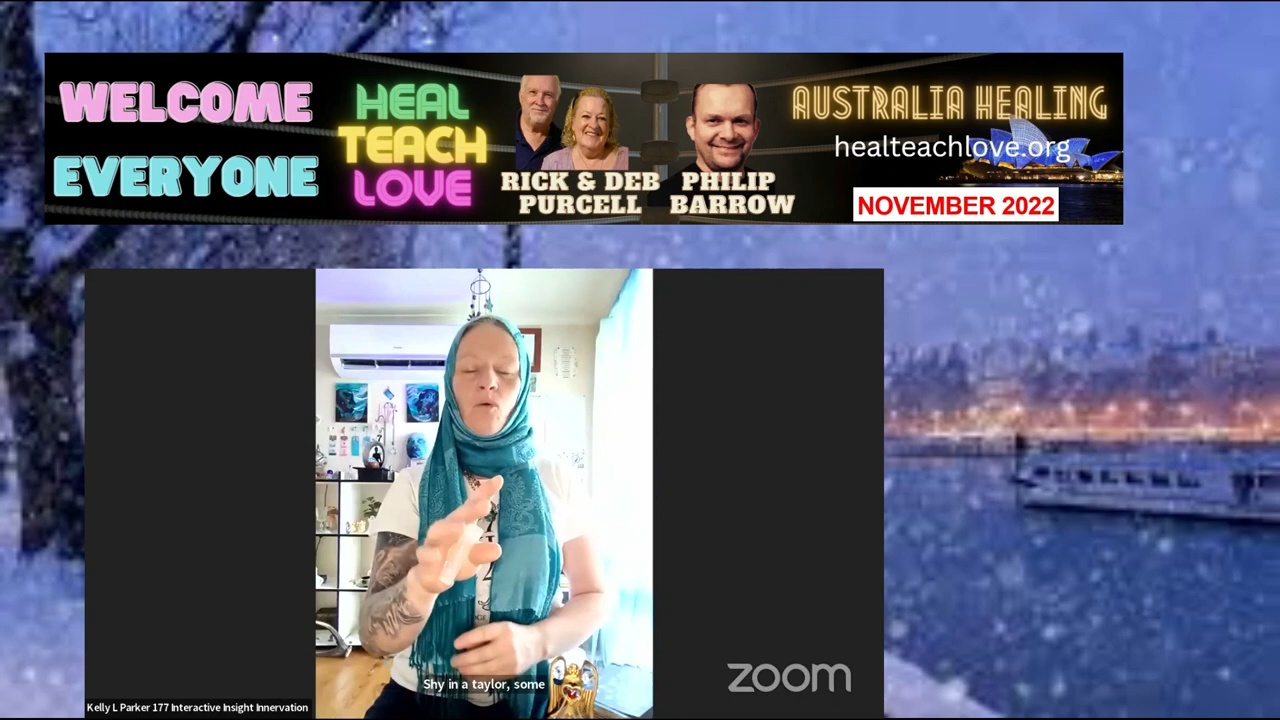 WELCOME
EVERYONE
HEAL
TEACH
LOVE
RICK & DEB
PURCELL
PHILIP
BARROW
AUSTRALIA HEALING
healteachlove.org
NOVEMBER 2022
Shy in a taylor, some
Kelly L Parker 177 Interactive Insight Innervation
zoom